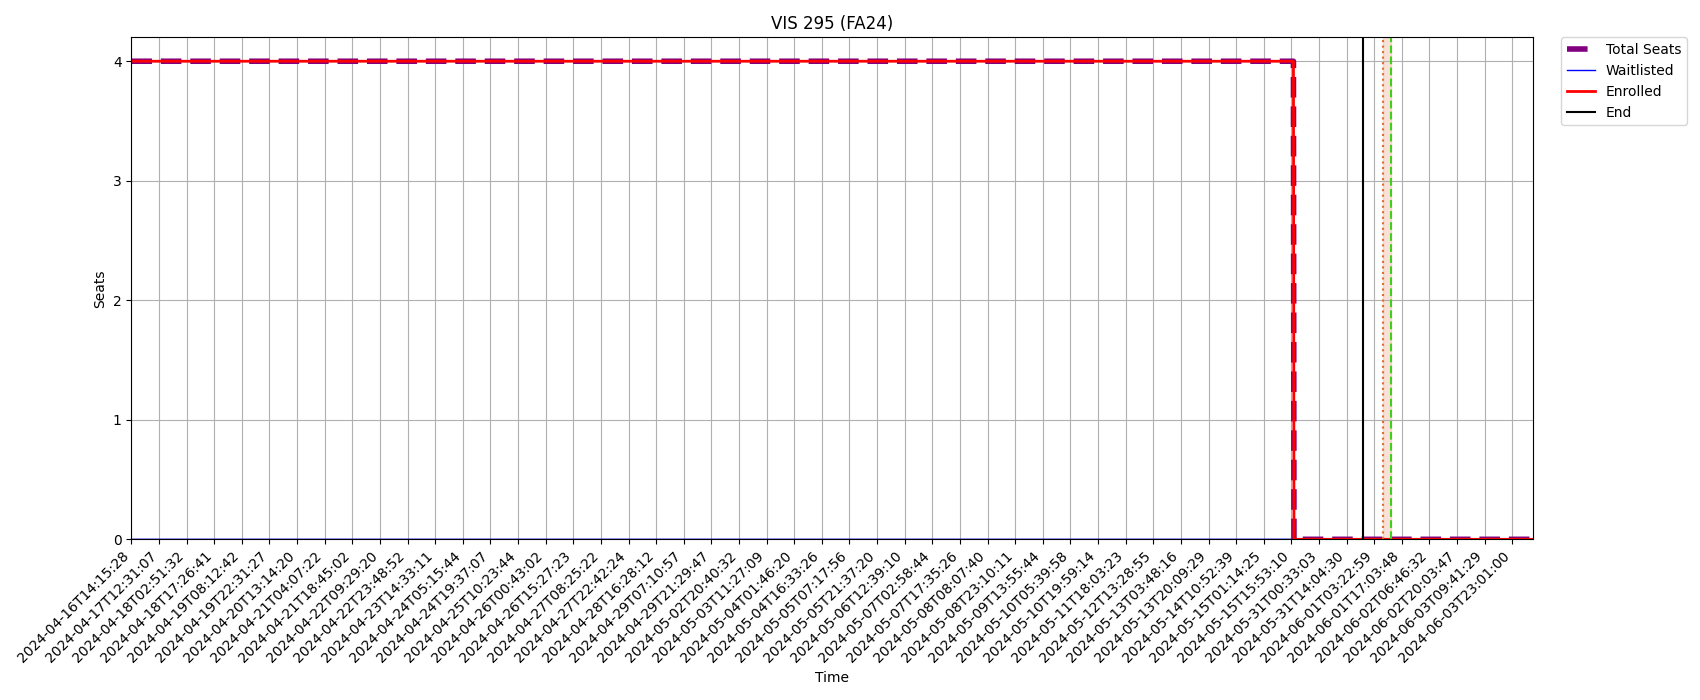 VIS 295 (FA24)
Total Seats
Waitlisted
Enrolled
End
4
3
2
1
0
Seats
2024-04-16T14:15:28
2024-04-17T12:31:07
2024-04-18T02:51:32
2024-04-18T17:26:41
2024-04-19T08:12:42
2024-04-19T22:31:27
2024-04-20T13:14:20
2024-04-21T04:07:22
2024-04-21T18:45:02
2024-04-22T09:29:20
2024-04-22T23:48:52
2024-04-23T14:33:11
2024-04-24T05:15:44
2024-04-24T19:37:07
2024-04-25T10:23:44
2024-04-26T00:43:02
2024-04-26T15:27:23
2024-04-27T08:25:22
2024-04-27T22:42:24
2024-04-28T16:28:12
2024-04-29T07:10:57
2024-04-29T21:29:47
2024-05-02T20:40:32
2024-05-03T11:27:09
2024-05-04T01:46:20
2024-05-04T16:33:26
2024-05-05T07:17:56
2024-05-05T21:37:20
2024-05-06T12:39:10
2024-05-07T02:58:44
2024-05-07T17:35:26
2024-05-08T08:07:40
2024-05-08T23:10:11
2024-05-09T13:55:44
2024-05-10T05:39:58
2024-05-10T19:59:14
2024-05-11T18:03:23
2024-05-12T13:28:55
2024-05-13T03:48:16
2024-05-13T20:09:29
2024-05-14T10:52:39
2024-05-15T01:14:25
2024-05-15T15:53:10
2024-05-31T00:33:03
2024-05-31T14:04:30
2024-06-01T03:22:59
2024-06-01T17:03:48
2024-06-02T06:46:32
2024-06-02T20:03:47
2024-06-03T09:41:29
2024-06-03T23:01:00
Time